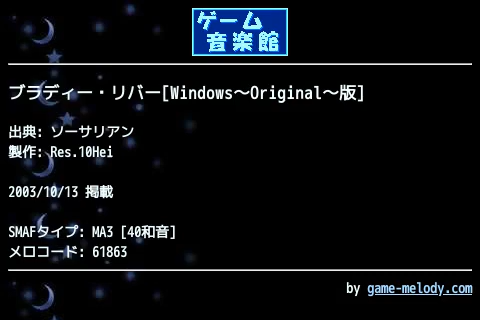 ゲーム
音楽館
ブラディー・リバー[Windows～Original～版]
出典: ソーサリアン
製作: Res.10Hei
2003/10/13 掲載
SMAFタイプ: MA3 [40和音]
メロコード: 61863
by game-melody.com